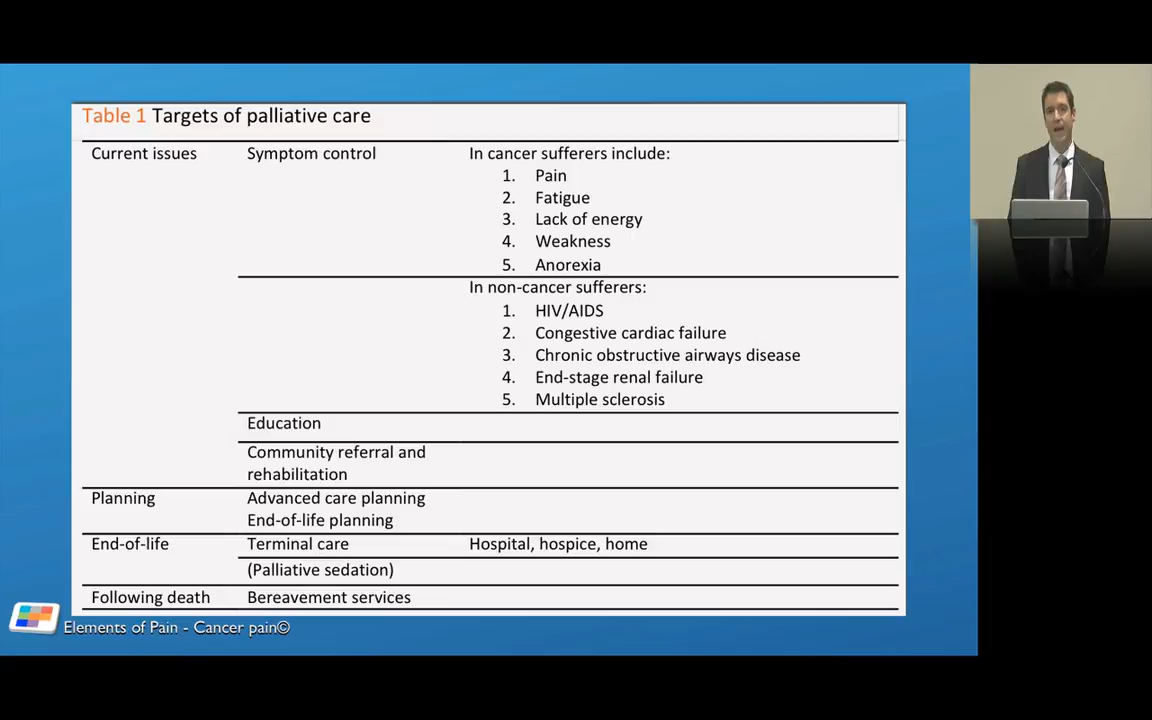 Table 1 Targets of palliative care
Current issues Symptom control In cancer sufferers include:
1. Pain
2. Fatigue
3. Lack of energy
4. Weakness
5. Anorexia
In non-cancer sufferers:
1. HIV/AIDS
2. Congestive cardiac failure
3. Chronic obstructive airways disease
4. End-stage renal failure
5. Multiple sclerosis
Education
Community referral and
rehabilitation
Planning Advanced care planning
End-of-life planning
End-of-life Terminal care Hospital, hospice, home
(Palliative sedation)
Following death Bereavement services
Elements of Pain - Cancer pain©